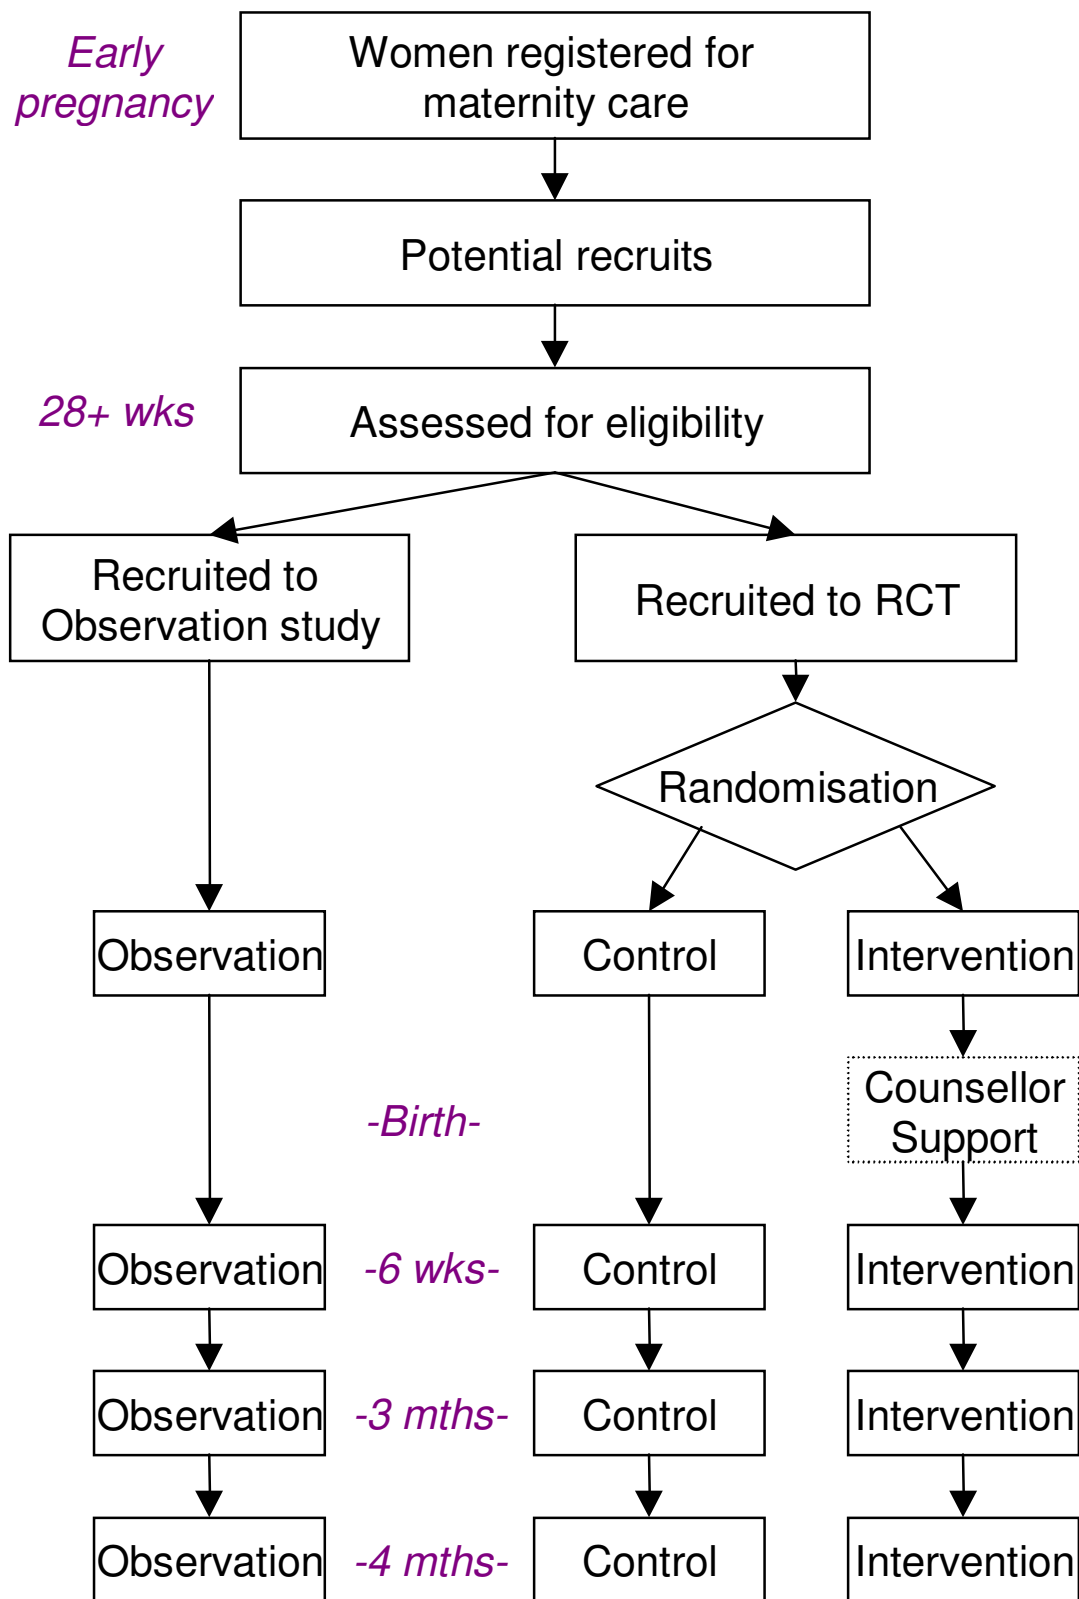 Early
pregnancy
Women registered for
maternity care
Potential recruits
28+ wks
Assessed for eligibility
Recruited to
Observation study
Recruited to RCT
Randomisation
Observation
Control
Intervention
Counsellor
Support
-Birth-
Observation
-6 wks-
Control
Intervention
Observation
-3 mths-
Control
Intervention
Observation
-4 mths-
Control
Intervention